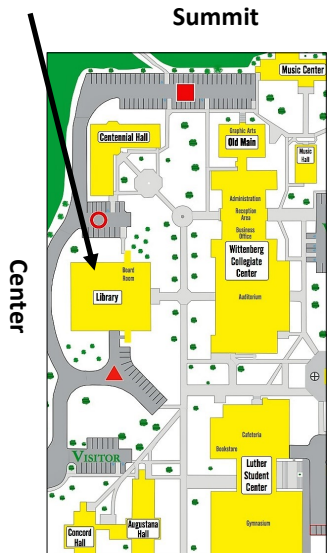 Summit
Music Center
Graphic Arts
Old Main
Centennial Hall
Music
Hall
Administration
Reception
Area
Business
Office
Wittenberg
Collegiate
Center
Auditorium
Board
Room
Library
Center
Cafeteria
Bookstore
Luther
Student
Center
Gymnasium
VISITOR
Augustana
Hall
Concord
Hall